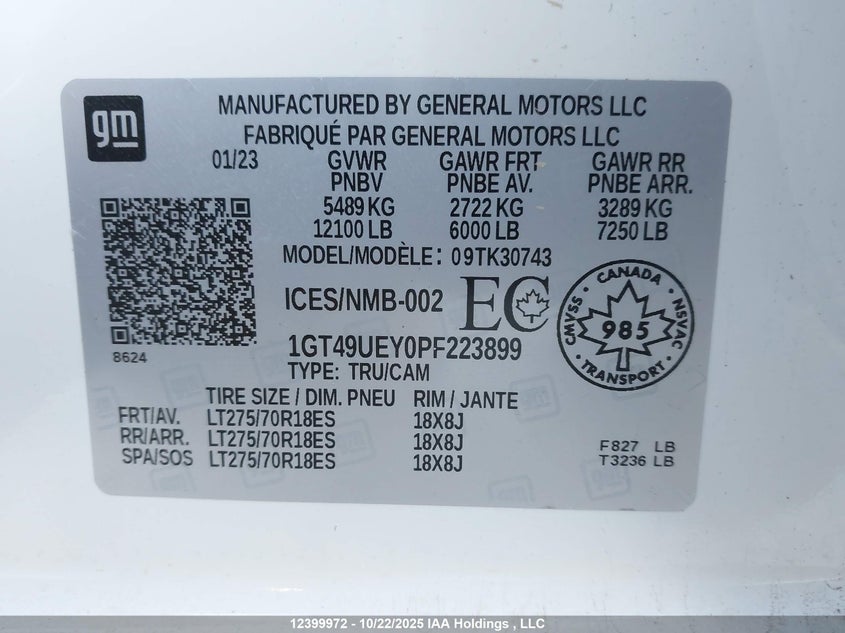 gm
MANUFACTURED BY GENERAL MOTORS LLC
FABRIQUÉ PAR GENERAL MOTORS LLC
01/23 GVWR GAWR FRT GAWR RR
PNBV PNBE AV. PNBE ARR.
5489 KG 2722 KG 3289 KG
12100 LB 6000 LB 7250 LB
MODEL/MODÈLE: 09TK30743
ICES/NMB-002 EC
CANADA
CMVSS 985 NSVAC
TRANSPORT
8624
1GT49UEY0PF223899
TYPE: TRU/CAM
TIRE SIZE / DIM. PNEU RIM / JANTE
FRT/AV. LT275/70R18ES 18X8J
RR/ARR. LT275/70R18ES 18X8J
SPA/SOS LT275/70R18ES 18X8J
F827 LB
T3236 LB
12399972 - 10/22/2025 IAA Holdings , LLC